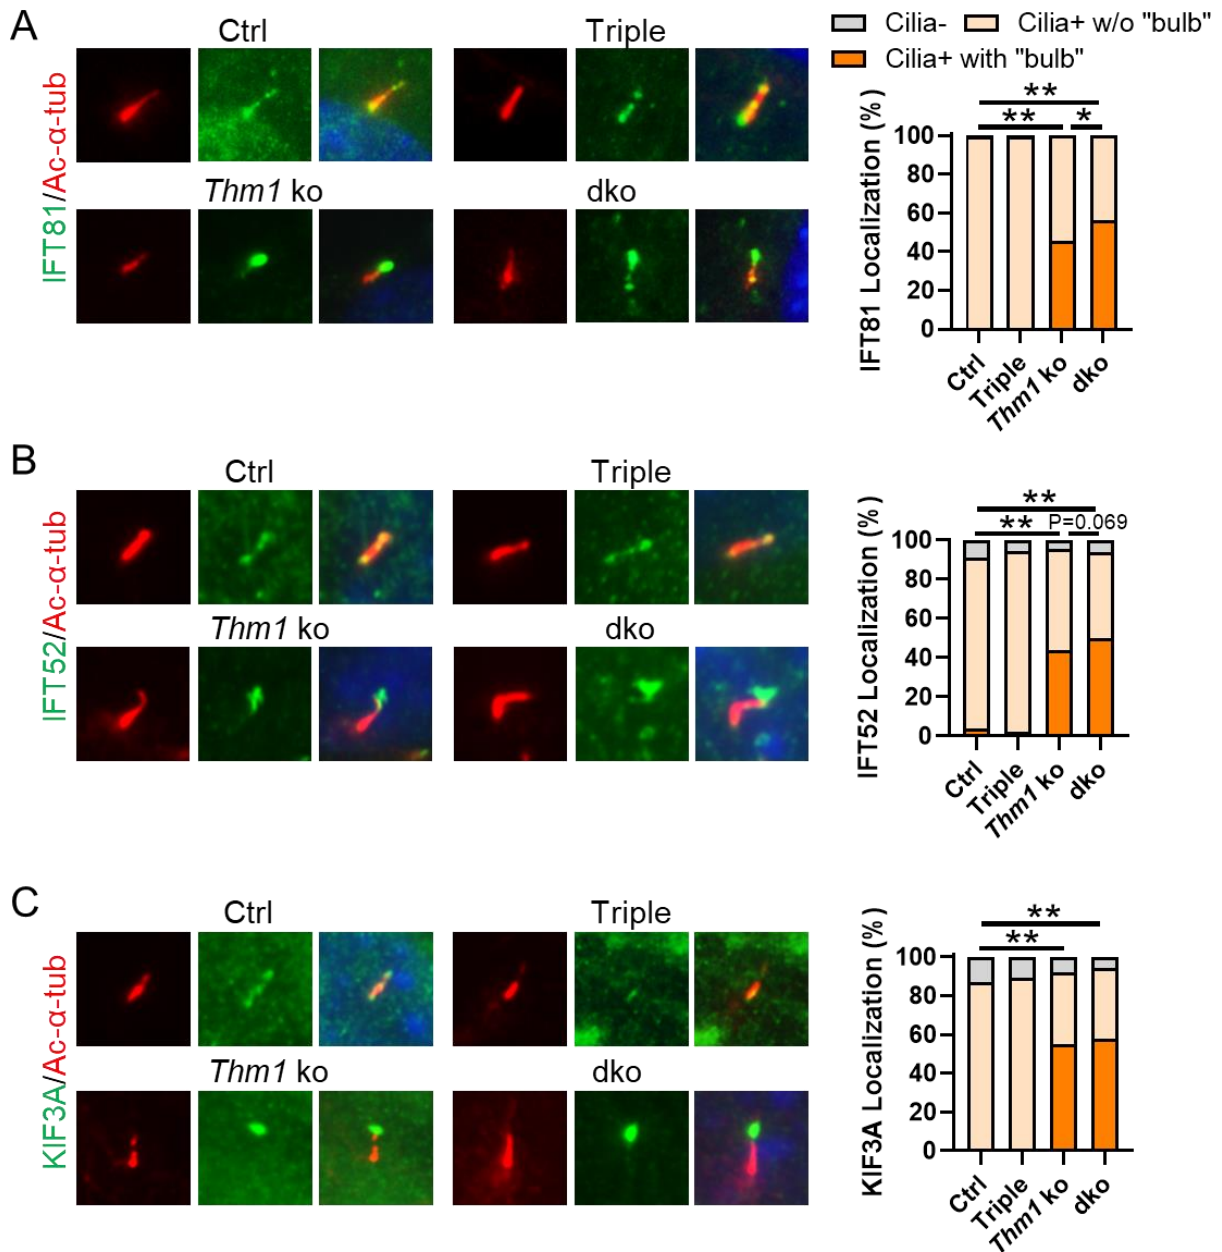 A
Ctrl
Triple
IFT81/Ac-α-tub
Thm1 ko
dko
Cilia- Cilia+ w/o "bulb"
Cilia+ with "bulb"
** 
** *
IFT81 Localization (%)
100
80
60
40
20
0
Ctrl
Triple
Thm1 ko
dko
B
Ctrl
Triple
IFT52/Ac-α-tub
Thm1 ko
dko
**
** P=0.069
IFT52 Localization (%)
100
80
60
40
20
0
Ctrl
Triple
Thm1 ko
dko
C
Ctrl
Triple
KIF3A/Ac-α-tub
Thm1 ko
dko
**
**
KIF3A Localization (%)
100
80
60
40
20
0
Ctrl
Triple
Thm1 ko
dko